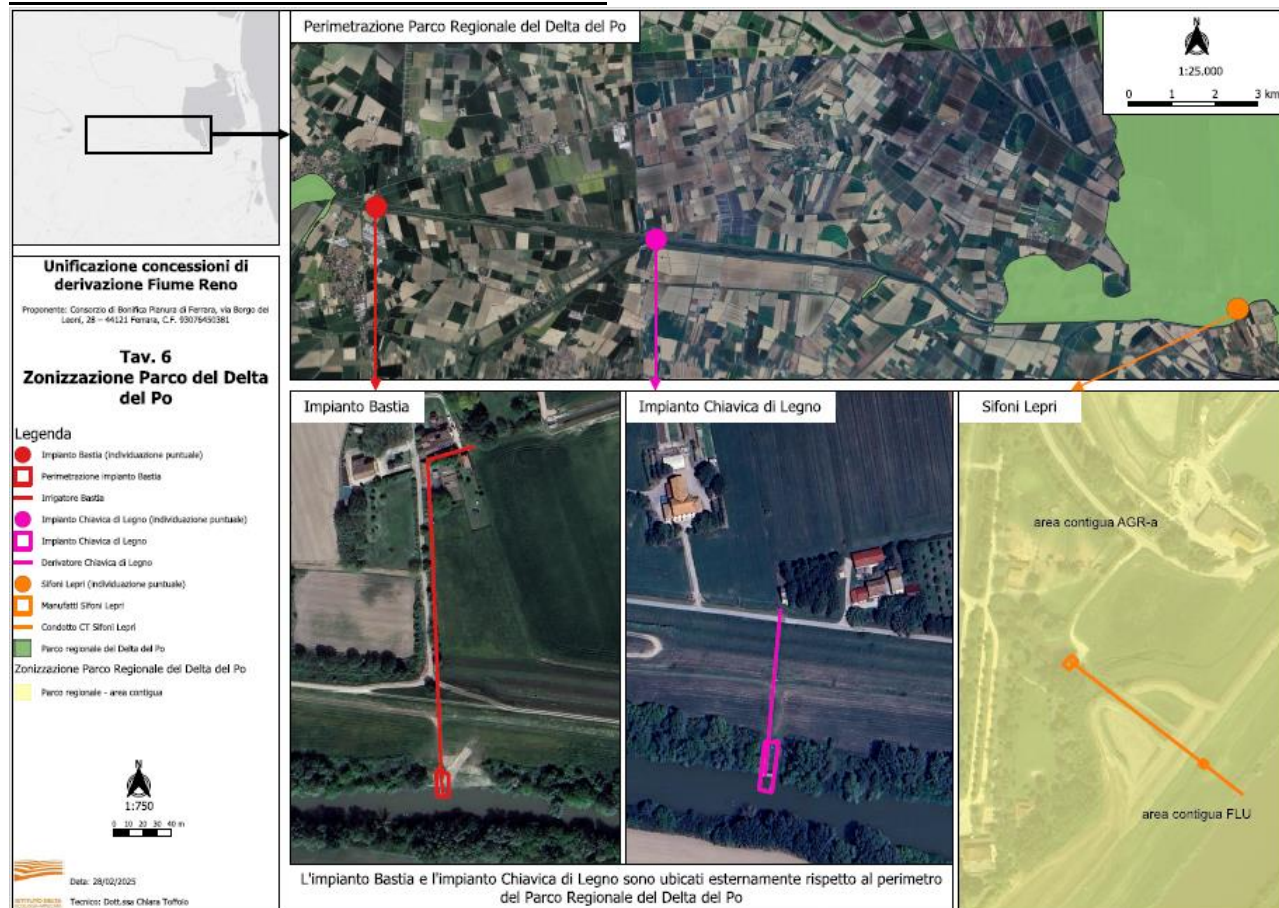 Perimetrazione Parco Regionale del Delta del Po
N
1:25.000
0 1 2 3 km
Unificazione concessioni di
derivazione Fiume Reno
Proponente: Consorzio di Bonifica Pianura di Ferrara, via Borgo dei
Leoni, 28 – 44121 Ferrara, C.F. 93076450381
Tav. 6
Zonizzazione Parco del Delta
del Po
Legenda
Impianto Bastia (individuazione puntuale)
Perimetrazione impianto Bastia
Irrigatore Bastia
Impianto Chiavica di Legno (individuazione puntuale)
Impianto Chiavica di Legno
Derivatore Chiavica di Legno
Sifoni Lepri (individuazione puntuale)
Manufatti Sifoni Lepri
Condotto CT Sifoni Lepri
Parco regionale del Delta del Po
Zonizzazione Parco Regionale del Delta del Po
Parco regionale - area contigua
N
1:750
0 10 20 30 40 m
ISTITUTO DELTA
Data: 28/02/2025
Tecnico: Dott.ssa Chiara Toffolo
Impianto Bastia
Impianto Chiavica di Legno
Sifoni Lepri
area contigua AGR-a
area contigua FLU
L'impianto Bastia e l'impianto Chiavica di Legno sono ubicati esternamente rispetto al perimetro
del Parco Regionale del Delta del Po